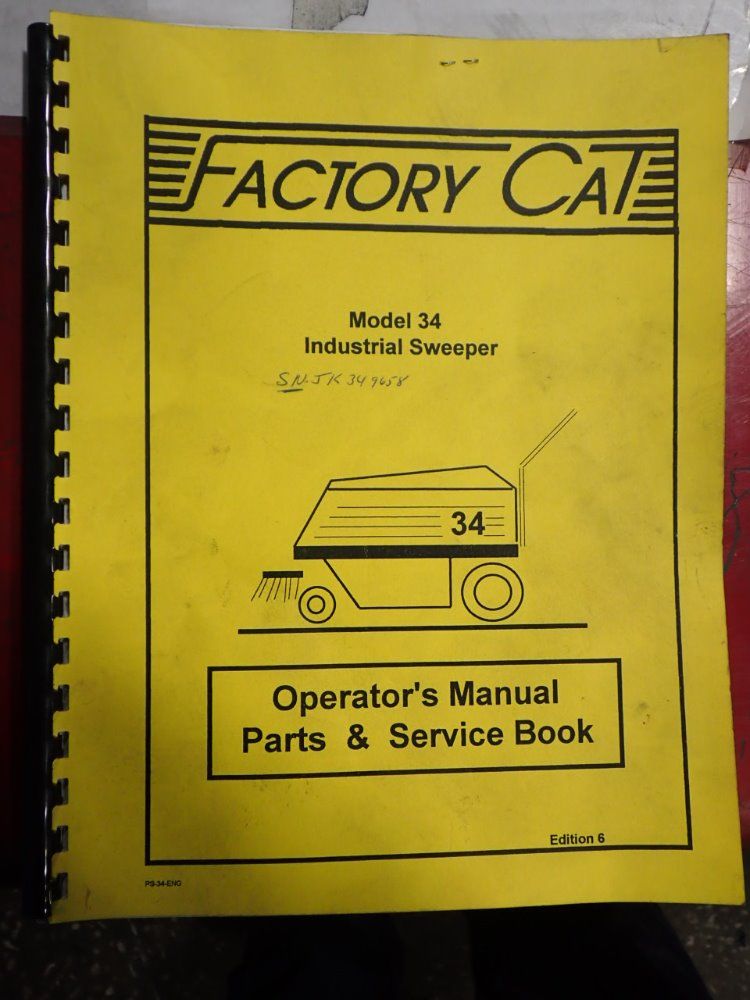 FACTORY CAT
Model 34
Industrial Sweeper
SN. JK 349658
34
Operator's Manual
Parts & Service Book
Edition 6
PS-34-ENG